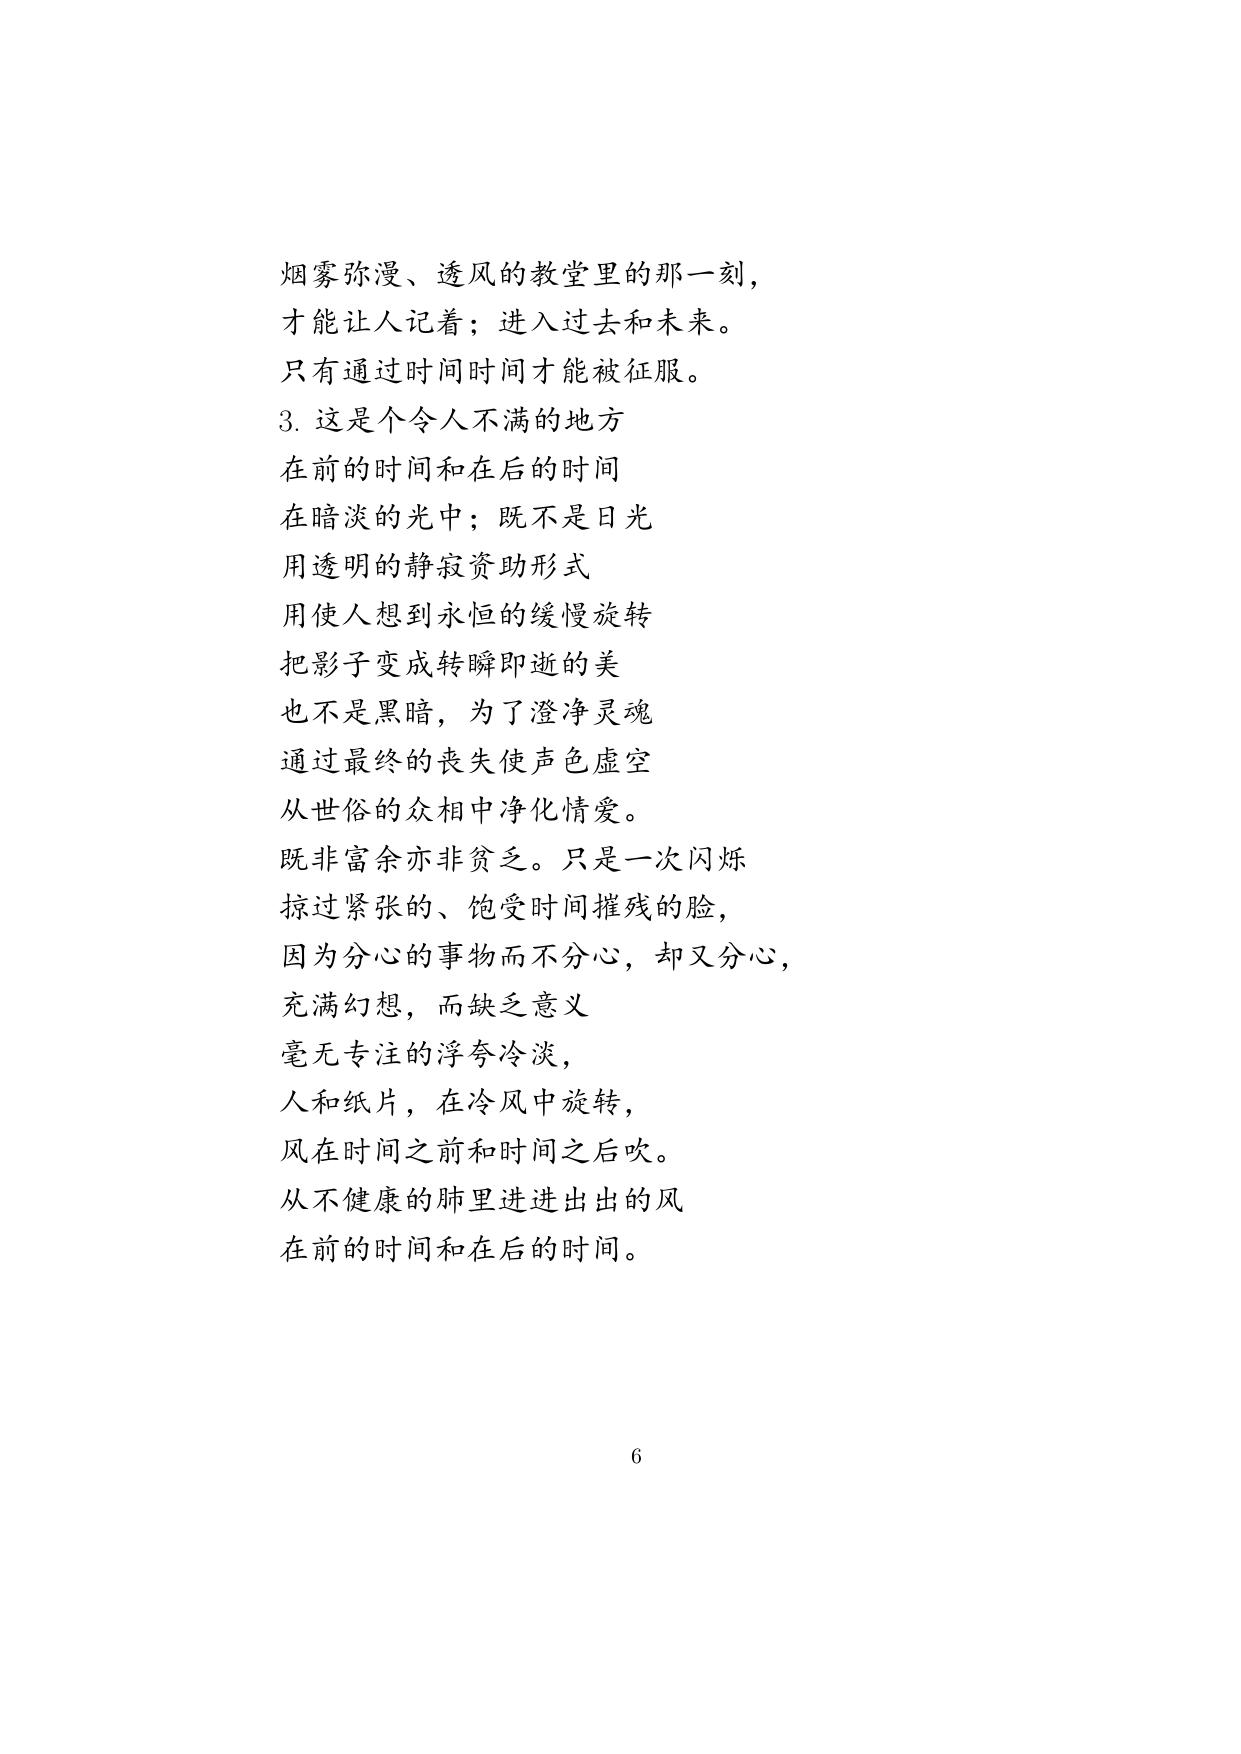 烟雾弥漫、透风的教堂里的那一刻，
才能让人记着；进入过去和未来。
只有通过时间时间才能被征服。
3. 这是个令人不满的地方
在前的时间和在后的时间
在暗淡的光中；既不是日光
用透明的静寂资助形式
用使人想到永恒的缓慢旋转
把影子变成转瞬即逝的美
也不是黑暗，为了澄净灵魂
通过最终的丧失使声色虚空
从世俗的众相中净化情爱。
既非富余亦非贫乏。只是一次闪烁
掠过紧张的、饱受时间摧残的脸，
因为分心的事物而不分心，却又分心，
充满幻想，而缺乏意义
毫无专注的浮夸冷淡，
人和纸片，在冷风中旋转，
风在时间之前和时间之后吹。
从不健康的肺里进进出出的风
在前的时间和在后的时间。
6